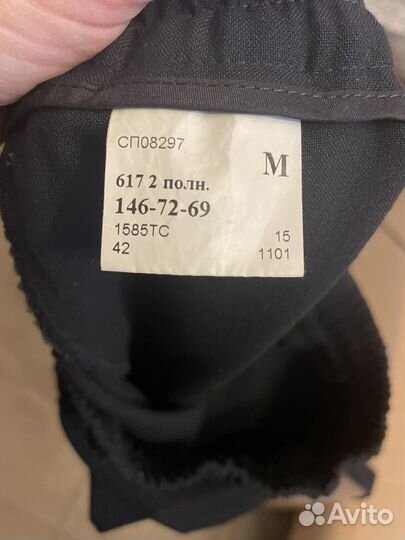 СП08297
М
617 2 полн.
146-72-69
1585ТС 15
42 1101
Avito